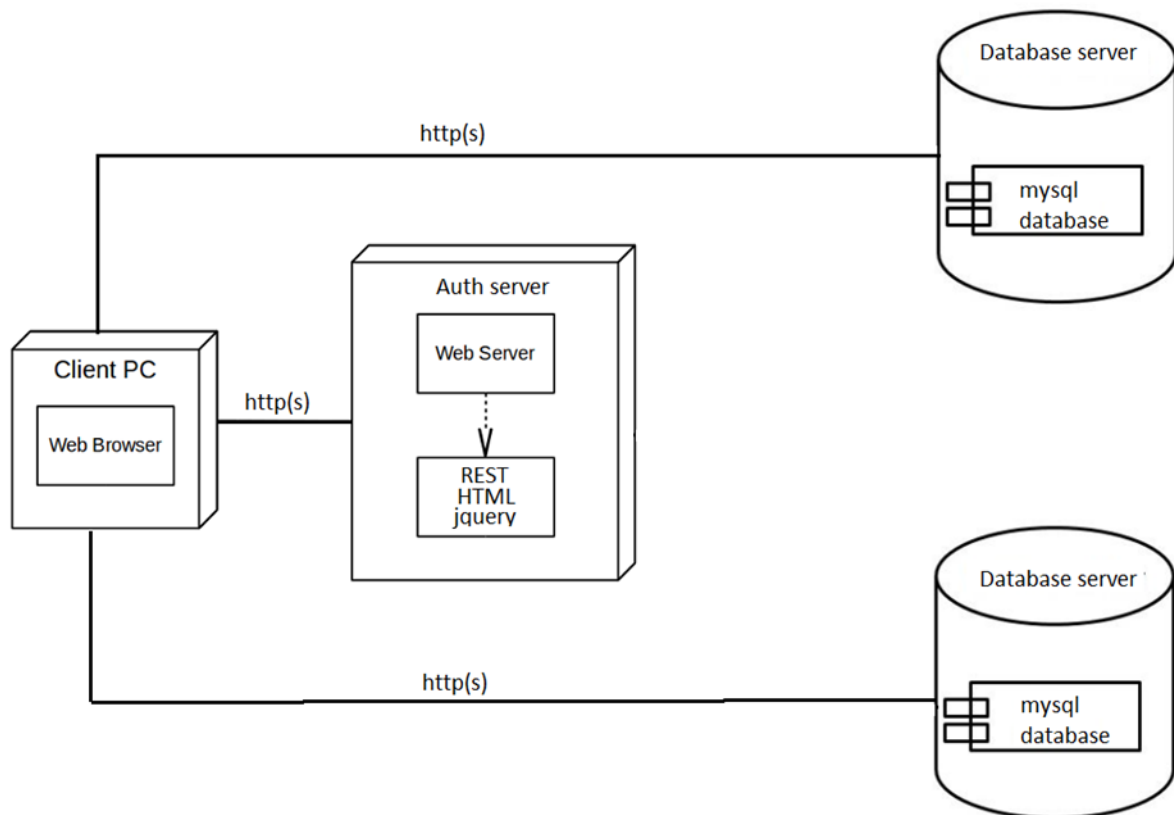 Database server
http(s)
mysql
database
Auth server
Web Server
Client PC
http(s)
Web Browser
REST
HTML
jquery
Database server
http(s)
mysql
database